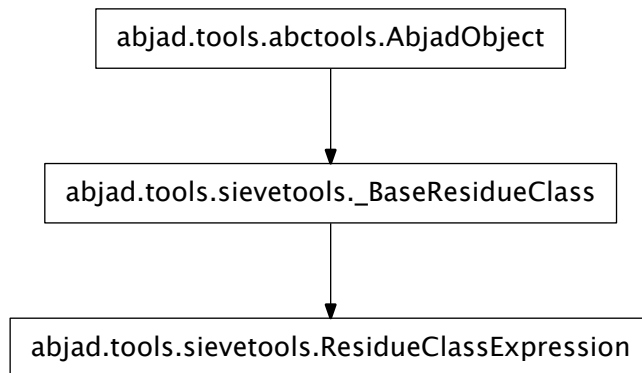 abjad.tools.abctools.AbjadObject
abjad.tools.sievetools._BaseResidueClass
abjad.tools.sievetools.ResidueClassExpression